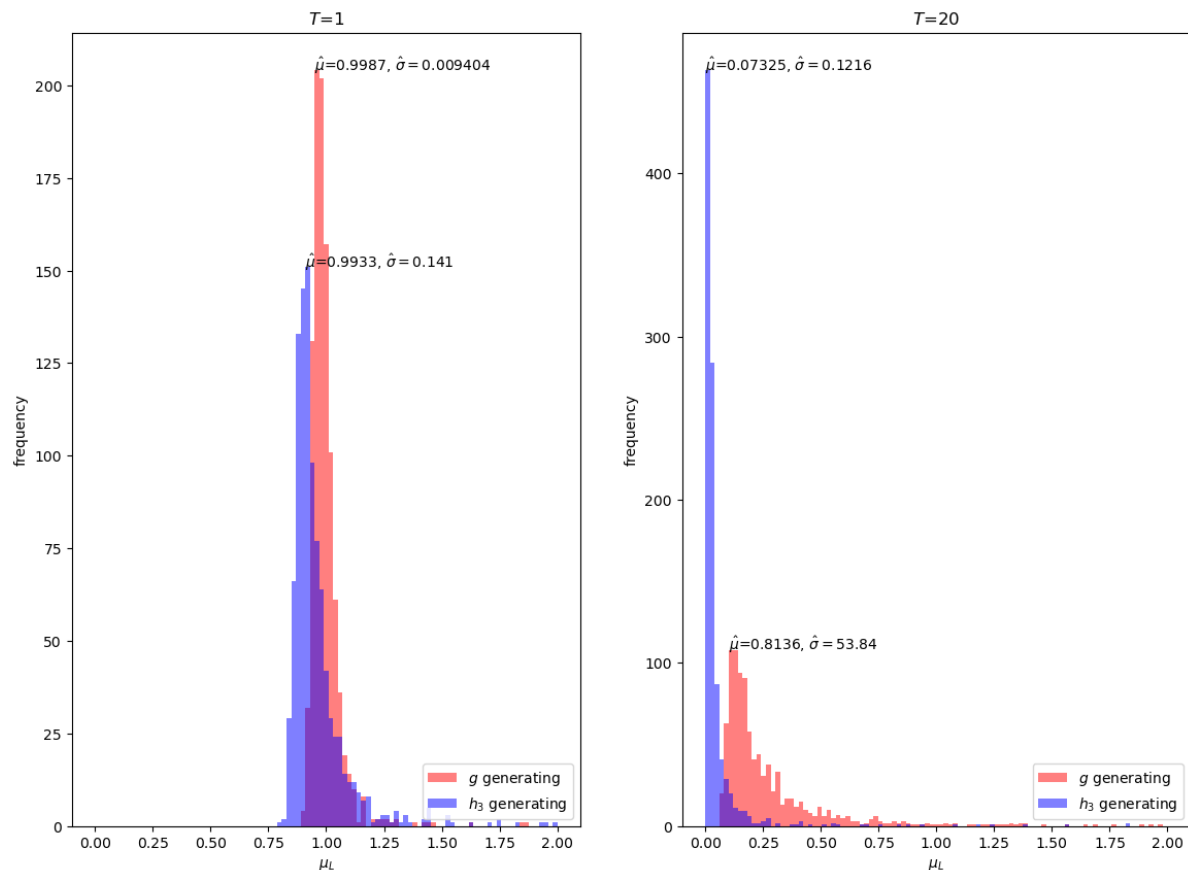 T=1
μ̂=0.9987, σ̂=0.009404
μ̂=0.9933, σ̂=0.141
frequency
200
175
150
125
100
75
50
25
0
g generating
h₃ generating
0.00 0.25 0.50 0.75 1.00 1.25 1.50 1.75 2.00
μ_L
T=20
μ̂=0.07325, σ̂=0.1216
μ̂=0.8136, σ̂=53.84
frequency
400
300
200
100
0
g generating
h₃ generating
0.00 0.25 0.50 0.75 1.00 1.25 1.50 1.75 2.00
μ_L